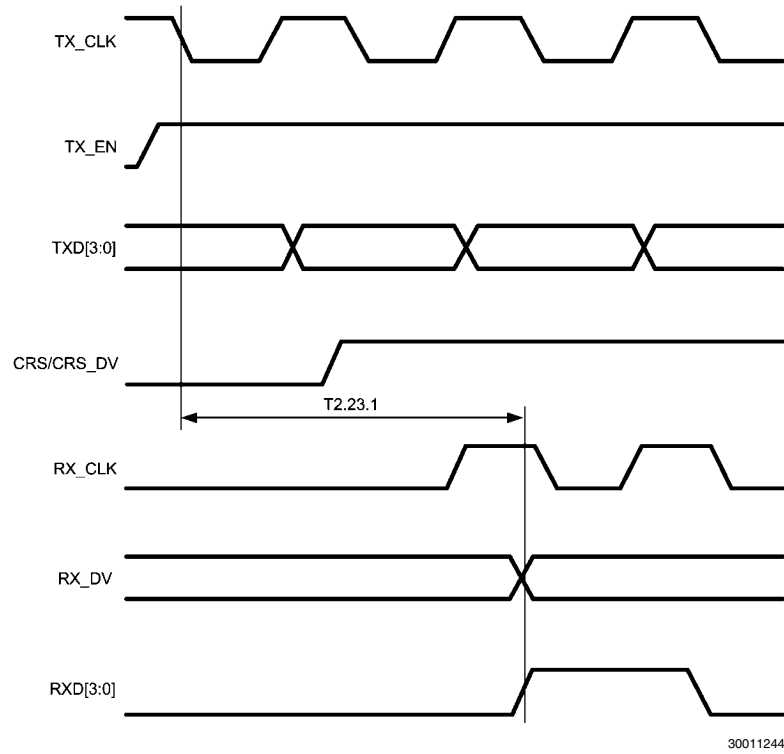 TX_CLK
TX_EN
TXD[3:0]
CRS/CRS_DV
T2.23.1
RX_CLK
RX_DV
RXD[3:0]
30011244